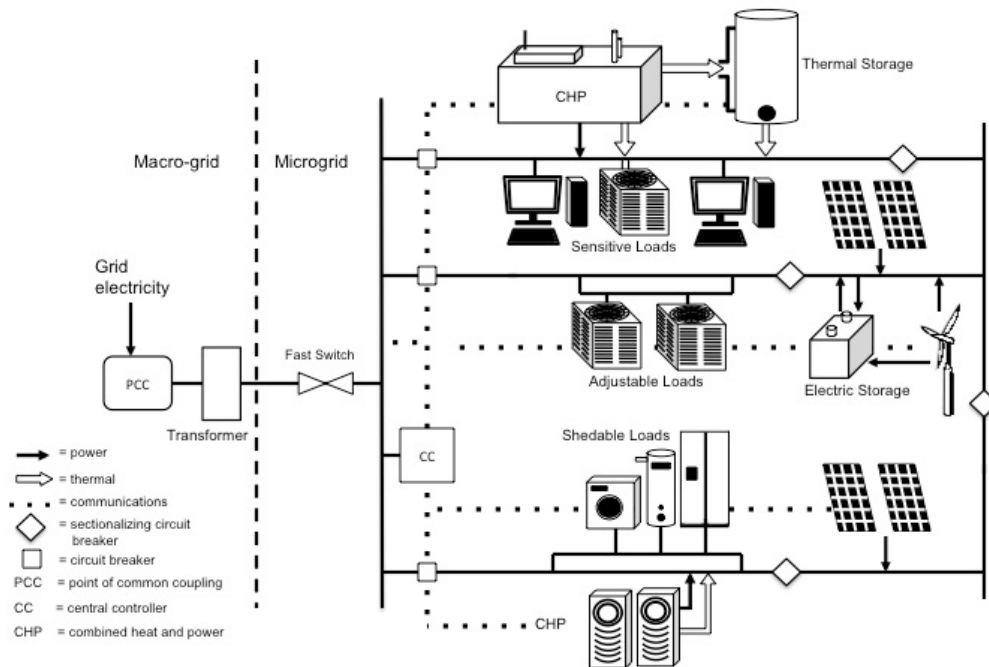 CHP
Thermal Storage
Macro-grid
Microgrid
Sensitive Loads
Grid
electricity
Fast Switch
PCC
Adjustable Loads
Electric Storage
Transformer
Shedable Loads
CC
= power
= thermal
= communications
= sectionalizing circuit
breaker
= circuit breaker
PCC = point of common coupling
CC = central controller
CHP = combined heat and power
CHP